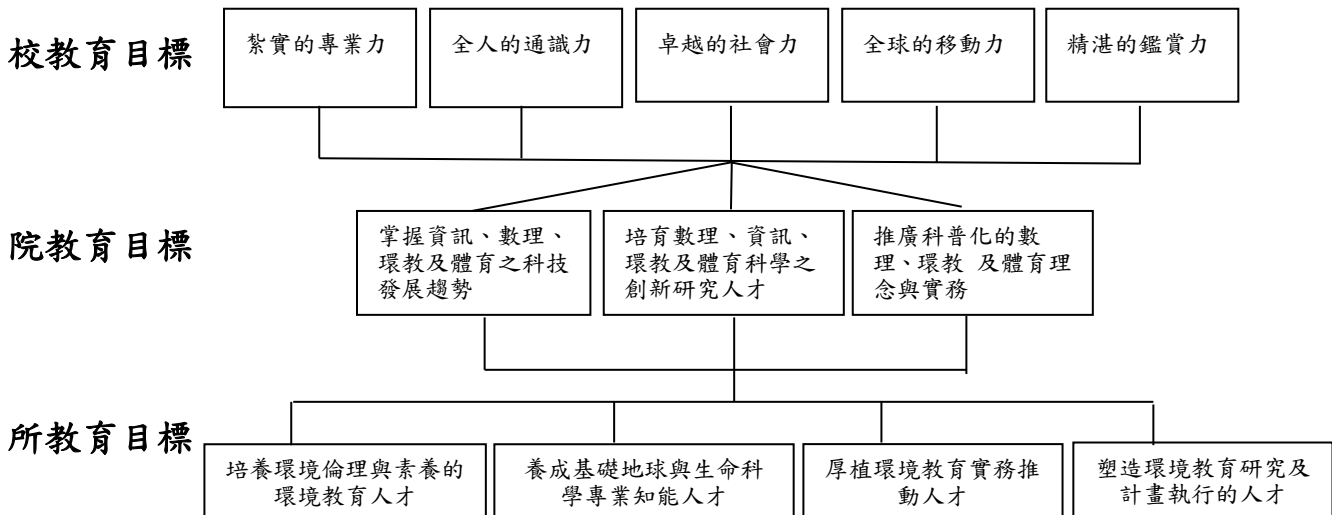 校教育目標
紮實的專業力
全人的通識力
卓越的社會力
全球的移動力
精湛的鑑賞力
院教育目標
掌握資訊、數理、
環教及體育之科技
發展趨勢
培育數理、資訊、
環教及體育科學之
創新研究人才
推廣科普化的數
理、環教 及體育理
念與實務
所教育目標
培養環境倫理與素養的
環境教育人才
養成基礎地球與生命科
學專業知能人才
厚植環境教育實務推
動人才
塑造環境教育研究及
計畫執行的人才